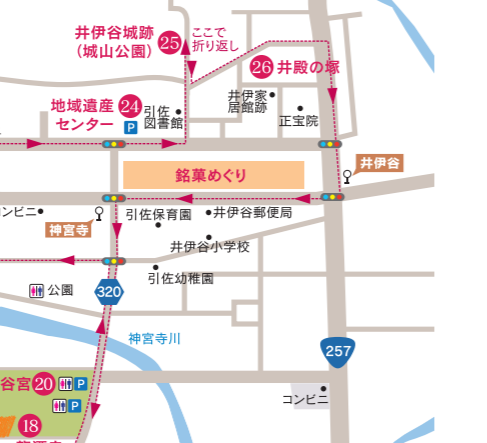 井伊谷城跡
（城山公園）
25
ここで
折り返し
26 井殿の塚
地域遺産
センター
24
P
引佐
図書館
井伊家
居館跡
正宝院
銘菓めぐり
井伊谷
ンビニ
神宮寺
引佐保育園
井伊谷郵便局
井伊谷小学校
引佐幼稚園
公園
320
神宮寺川
257
谷宮 20 P
P
18
コンビニ